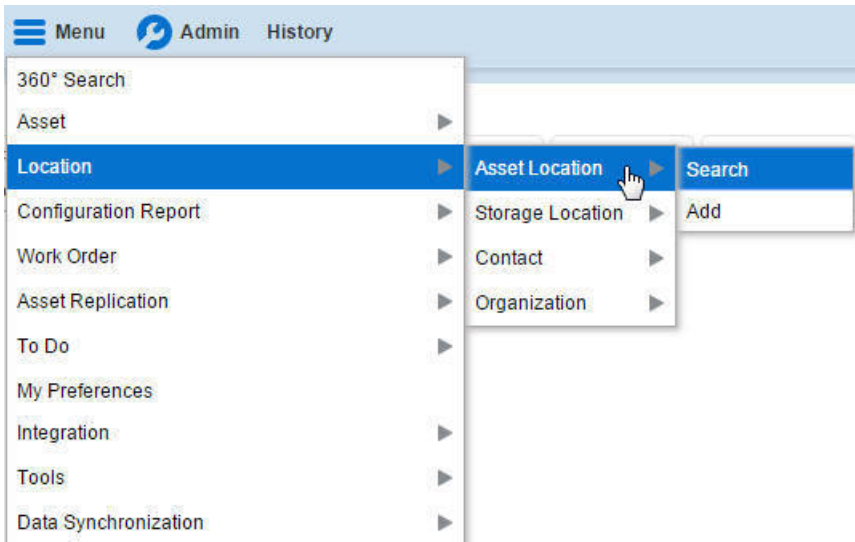 Menu Admin History
360° Search
Asset
Location Asset Location Search
Configuration Report Storage Location Add
Work Order Contact
Asset Replication Organization
To Do
My Preferences
Integration
Tools
Data Synchronization